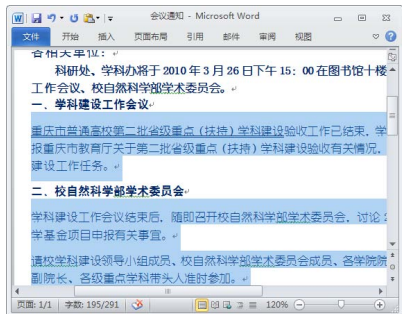 会议通知 - Microsoft Word
文件 开始 插入 页面布局 引用 邮件 审阅 视图
各相关单位：
科研处、学科办将于 2010 年 3 月 26 日下午 15：00 在图书馆十楼
工作会议、校自然科学部学术委员会。
一、学科建设工作会议
重庆市普通高校第二批省级重点（扶持）学科建设验收工作已结束，学
报重庆市教育厅关于第二批省级重点（扶持）学科建设验收有关情况，
建设工作任务。
二、校自然科学部学术委员会
学科建设工作会议结束后，随即召开校自然科学部学术委员会，讨论
学基金项目申报有关事宜。
请校学科建设领导小组成员、校自然科学部学术委员会成员、各学院院
副院长、各级重点学科带头人准时参加。
页面: 1/1 字数: 195/291 120%